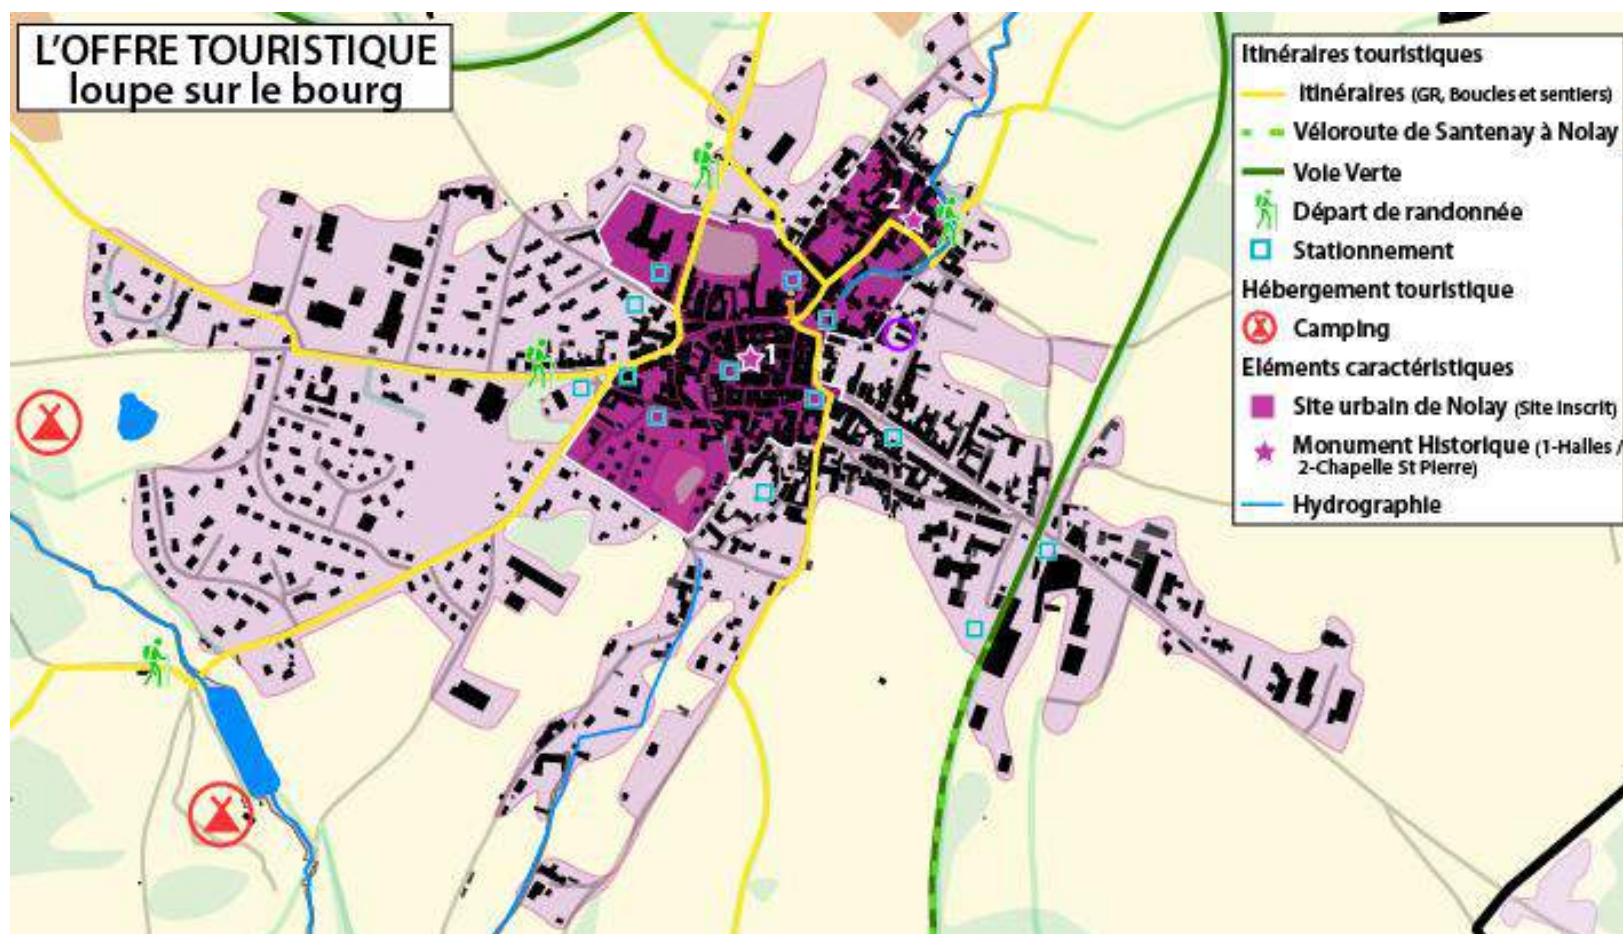 L'OFFRE TOURISTIQUE
loupe sur le bourg
Itinéraires touristiques
Itinéraires (GR, Boucles et sentiers)
Véloroute de Santenay à Nolay
Voie Verte
Départ de randonnée
Stationnement
Hébergement touristique
Camping
Eléments caractéristiques
Site urbain de Nolay (Site Inscrit)
Monument Historique (1-Halles /
2-Chapelle St Pierre)
Hydrographie
2
1